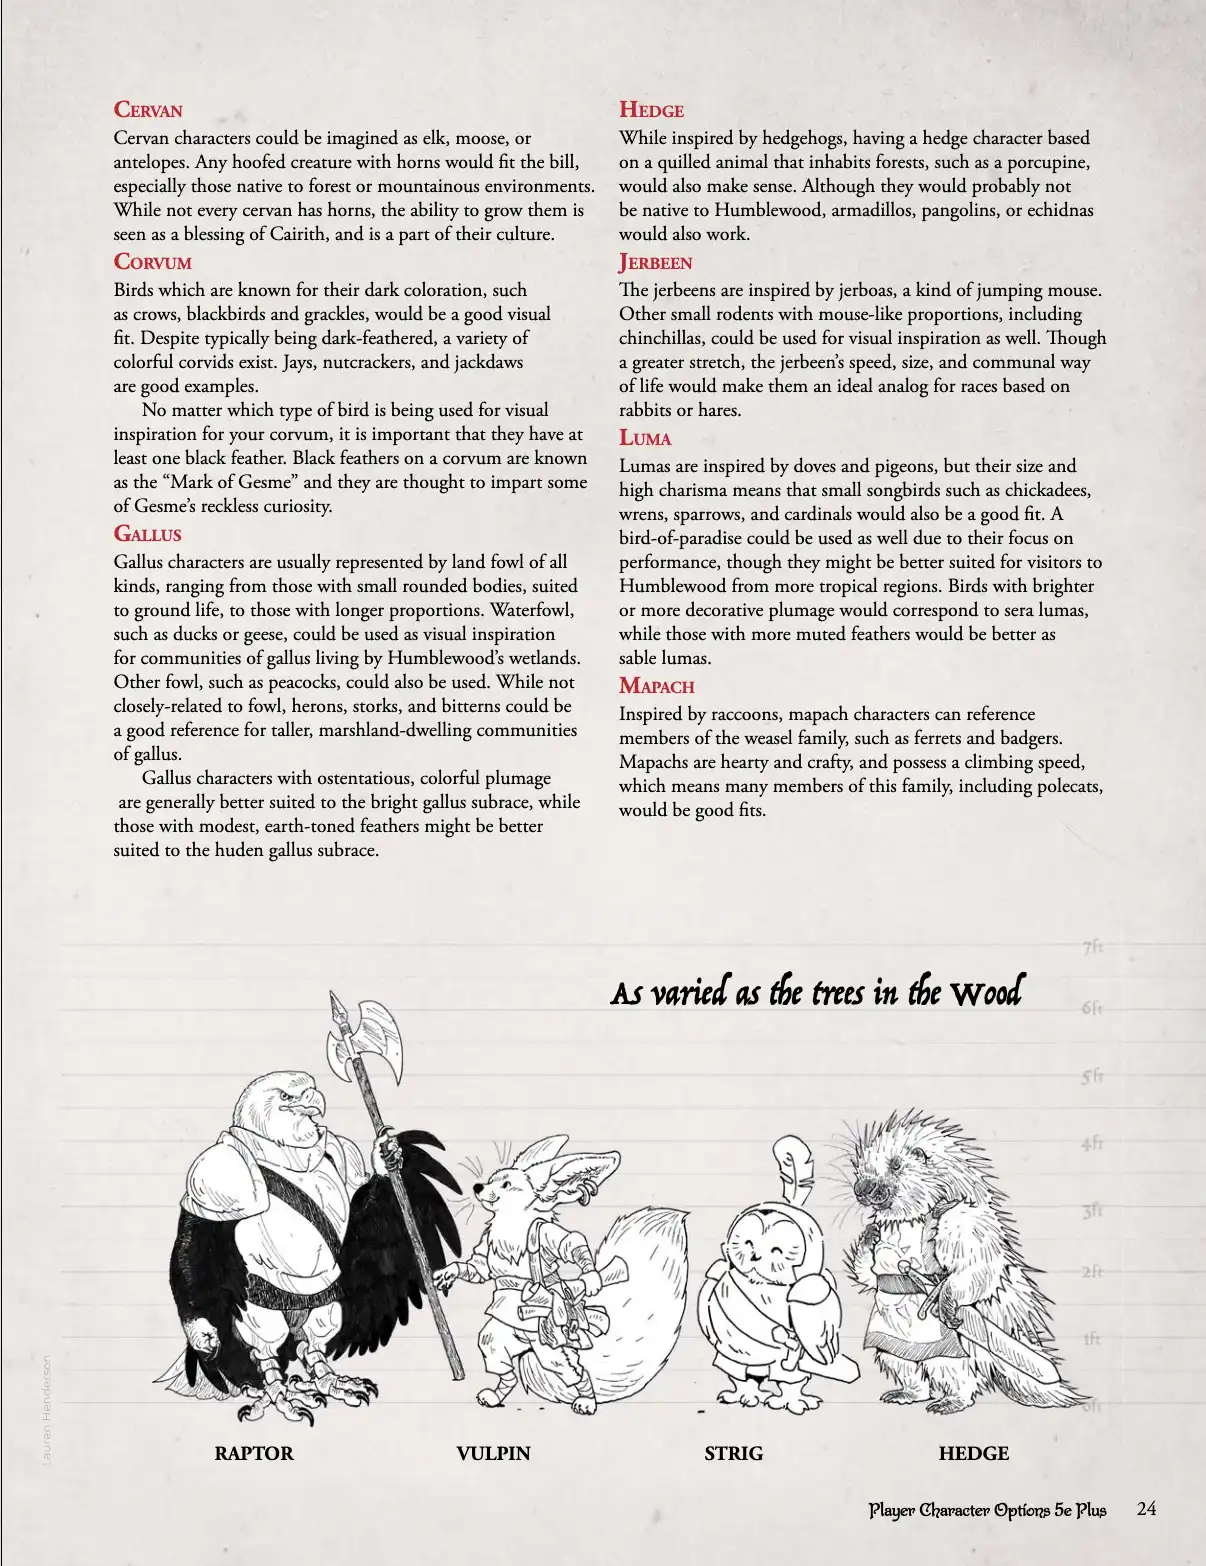 CERVAN
Cervan characters could be imagined as elk, moose, or
antelopes. Any hoofed creature with horns would fit the bill,
especially those native to forest or mountainous environments.
While not every cervan has horns, the ability to grow them is
seen as a blessing of Cairith, and is a part of their culture.
CORVUM
Birds which are known for their dark coloration, such
as crows, blackbirds and grackles, would be a good visual
fit. Despite typically being dark-feathered, a variety of
colorful corvids exist. Jays, nutcrackers, and jackdaws
are good examples.
No matter which type of bird is being used for visual
inspiration for your corvum, it is important that they have at
least one black feather. Black feathers on a corvum are known
as the “Mark of Gesme” and they are thought to impart some
of Gesme’s reckless curiosity.
GALLUS
Gallus characters are usually represented by land fowl of all
kinds, ranging from those with small rounded bodies, suited
to ground life, to those with longer proportions. Waterfowl,
such as ducks or geese, could be used as visual inspiration
for communities of gallus living by Humblewood’s wetlands.
Other fowl, such as peacocks, could also be used. While not
closely-related to fowl, herons, storks, and bitterns could be
a good reference for taller, marshland-dwelling communities
of gallus.
Gallus characters with ostentatious, colorful plumage
are generally better suited to the bright gallus subrace, while
those with modest, earth-toned feathers might be better
suited to the huden gallus subrace.
HEDGE
While inspired by hedgehogs, having a hedge character based
on a quilled animal that inhabits forests, such as a porcupine,
would also make sense. Although they would probably not
be native to Humblewood, armadillos, pangolins, or echidnas
would also work.
JERBEEN
The jerbeens are inspired by jerboas, a kind of jumping mouse.
Other small rodents with mouse-like proportions, including
chinchillas, could be used for visual inspiration as well. Though
a greater stretch, the jerbeen’s speed, size, and communal way
of life would make them an ideal analog for races based on
rabbits or hares.
LUMA
Lumas are inspired by doves and pigeons, but their size and
high charisma means that small songbirds such as chickadees,
wrens, sparrows, and cardinals would also be a good fit. A
bird-of-paradise could be used as well due to their focus on
performance, though they might be better suited for visitors to
Humblewood from more tropical regions. Birds with brighter
or more decorative plumage would correspond to sera lumas,
while those with more muted feathers would be better as
sable lumas.
MAPACH
Inspired by raccoons, mapach characters can reference
members of the weasel family, such as ferrets and badgers.
Mapachs are hearty and crafty, and possess a climbing speed,
which means many members of this family, including polecats,
would be good fits.
7ft
As varied as the trees in the Wood
6ft
5ft
4ft
3ft
2ft
1ft
0ft
Lauren Henderson
RAPTOR
VULPIN
STRIG
HEDGE
Player Character Options 5e Plus 24